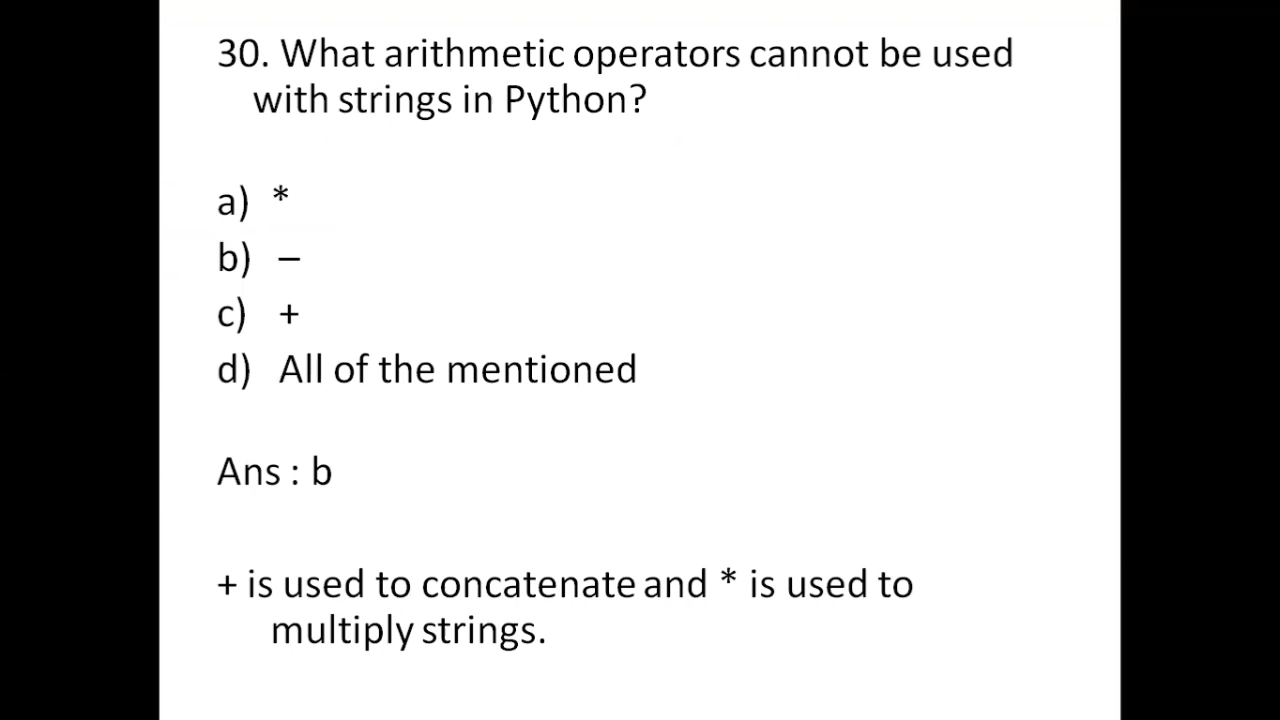 30. What arithmetic operators cannot be used
with strings in Python?
a) *
b) –
c) +
d) All of the mentioned
Ans : b
+ is used to concatenate and * is used to
multiply strings.